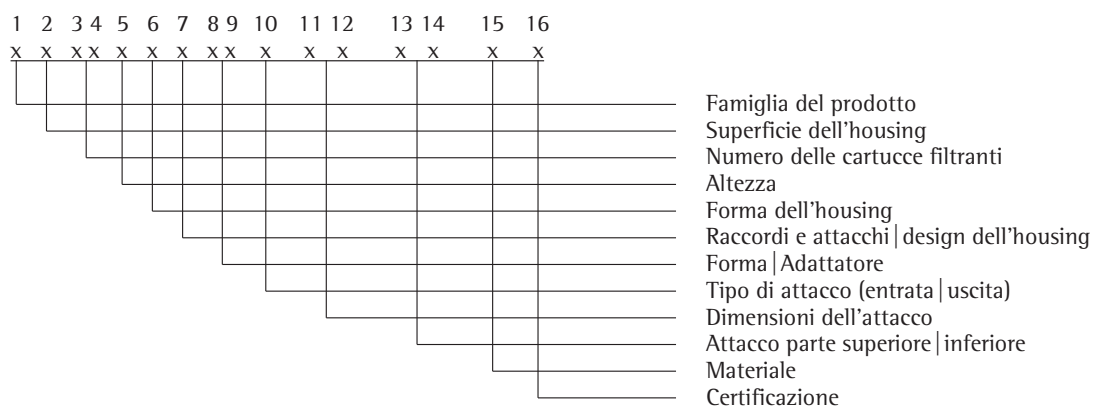 1 2 3 4 5 6 7 8 9 10 11 12 13 14 15 16
x x x x x x x x x x x x x x x x
Famiglia del prodotto
Superficie dell'housing
Numero delle cartucce filtranti
Altezza
Forma dell'housing
Raccordi e attacchi|design dell'housing
Forma|Adattatore
Tipo di attacco (entrata|uscita)
Dimensioni dell'attacco
Attacco parte superiore|inferiore
Materiale
Certificazione